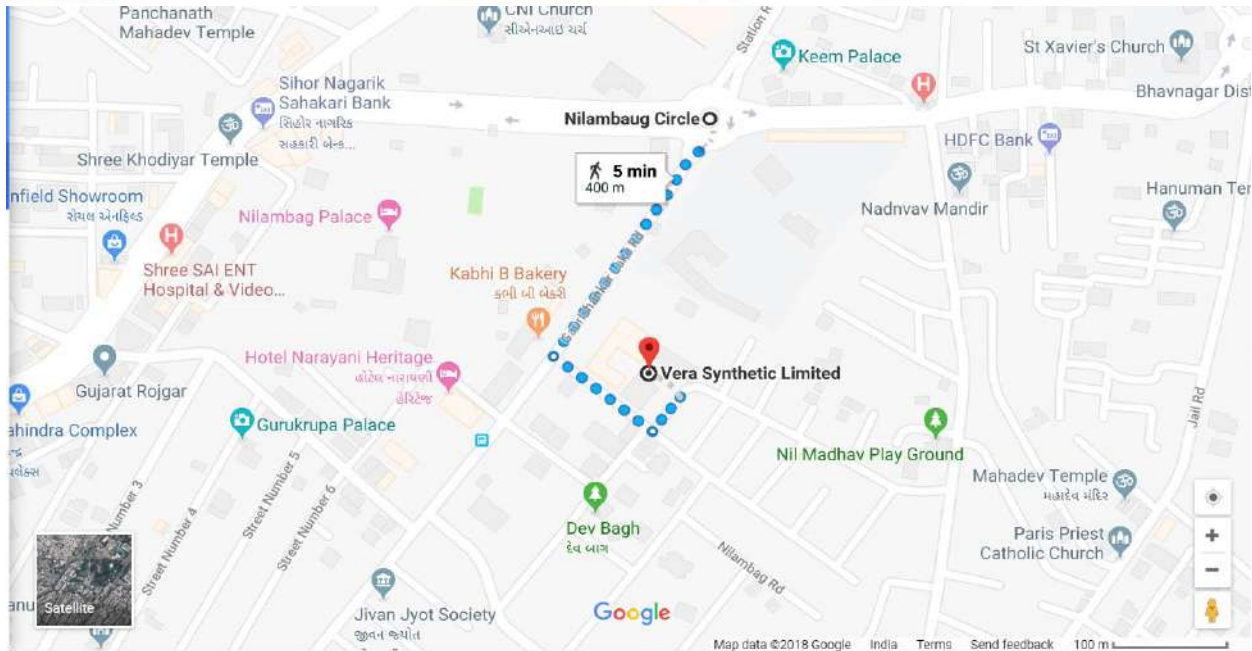 Panchanath
Mahadev Temple
CNI Church
સીએનઆઇ ચર્ચ
Station R
Keem Palace
St Xavier's Church
Bhavnagar Dist
Sihor Nagarik
Sahakari Bank
સિહોર નાગરિક
સહકારી બેન્ક...
Nilambaug Circle
HDFC Bank
Shree Khodiyar Temple
5 min
400 m
nfield Showroom
રોયલ એનફિલ્ડ
Nilambag Palace
Nadnvav Mandir
Hanuman Ter
Shree SAI ENT
Hospital & Video...
Kabhi B Bakery
કભી બી બેકરી
Hotel Narayani Heritage
હોટેલ નારાયણી
હેરિટેજ
Vera Synthetic Limited
Gujarat Rojgar
Gurukrupa Palace
ahindra Complex
Jail Rd
Nil Madhav Play Ground
Mahadev Temple
મહાદેવ મંદિર
Number 3
Street Number 4
Street Number 5
Street Number 6
Dev Bagh
દેવ બાગ
Paris Priest
Catholic Church
Nilambag Rd
Satellite
Jivan Jyot Society
જીવન જ્યોત
Google
Map data ©2018 Google India Terms Send feedback 100 m